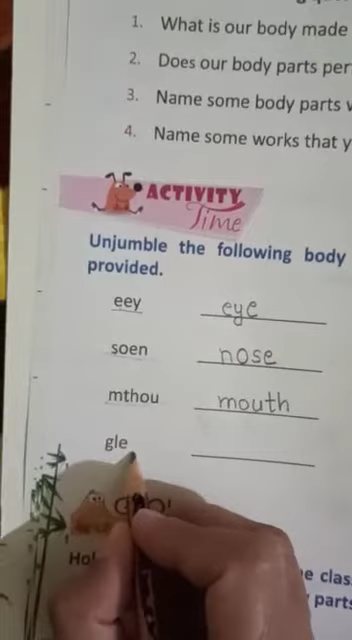 1. What is our body made
2. Does our body parts per
3. Name some body parts
4. Name some works that y
ACTIVITY
Time
Unjumble the following body
provided.
eey eye
soen nose
mthou mouth
gle
Ho
e clas
parts